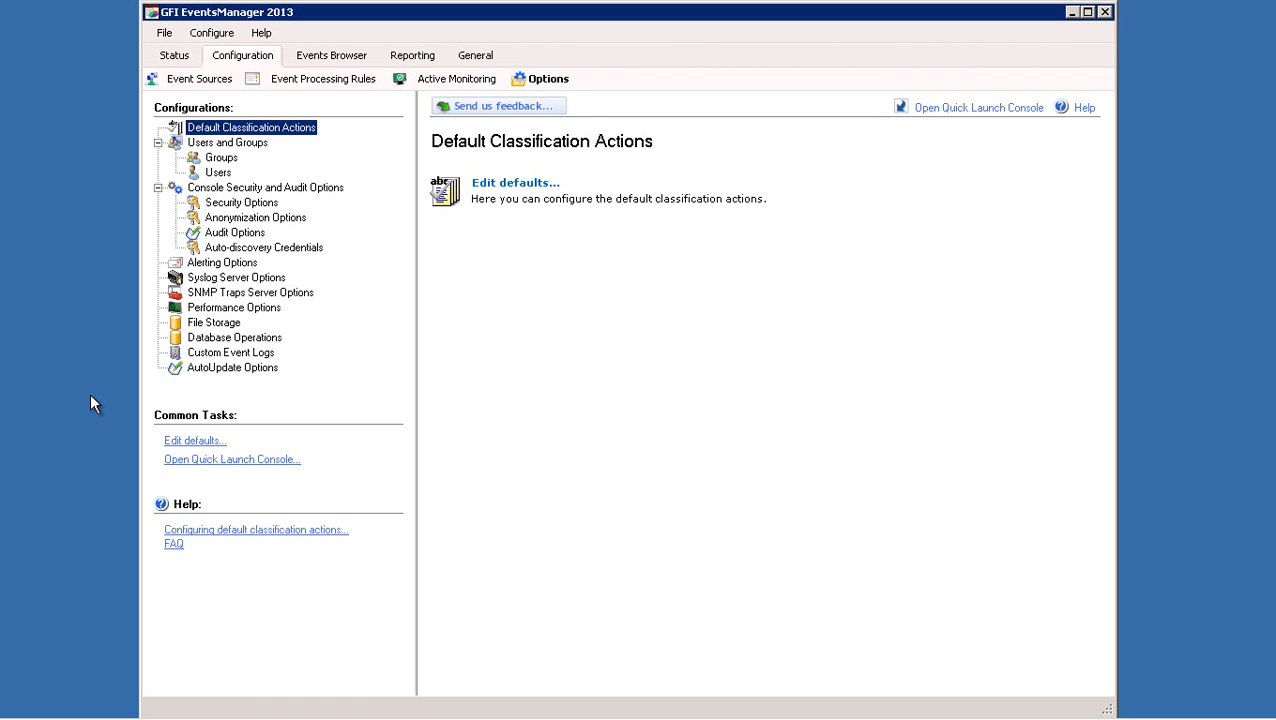 GFI EventsManager 2013
File Configure Help
Status Configuration Events Browser Reporting General
Event Sources Event Processing Rules Active Monitoring Options
Configurations:
Default Classification Actions
Users and Groups
Groups
Users
Console Security and Audit Options
Security Options
Anonymization Options
Audit Options
Auto-discovery Credentials
Alerting Options
Syslog Server Options
SNMP Traps Server Options
Performance Options
File Storage
Database Operations
Custom Event Logs
AutoUpdate Options
Common Tasks:
Edit defaults...
Open Quick Launch Console...
Help:
Configuring default classification actions...
FAQ
Send us feedback... Open Quick Launch Console Help
Default Classification Actions
abc
Edit defaults...
Here you can configure the default classification actions.